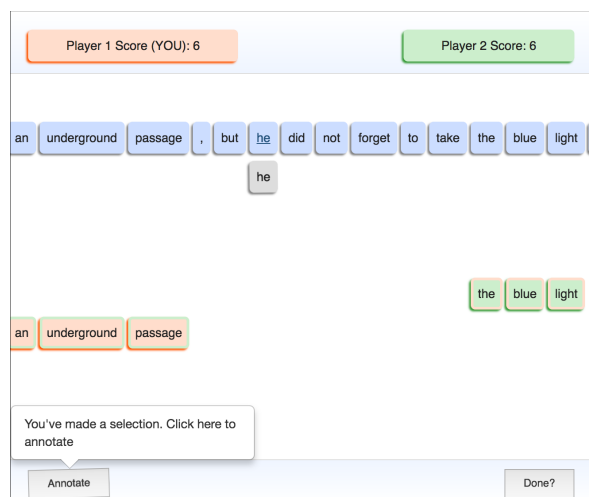 Player 1 Score (YOU): 6 Player 2 Score: 6
an underground passage , but he did not forget to take the blue light
he
the blue light
an underground passage
You've made a selection. Click here to
annotate
Annotate Done?